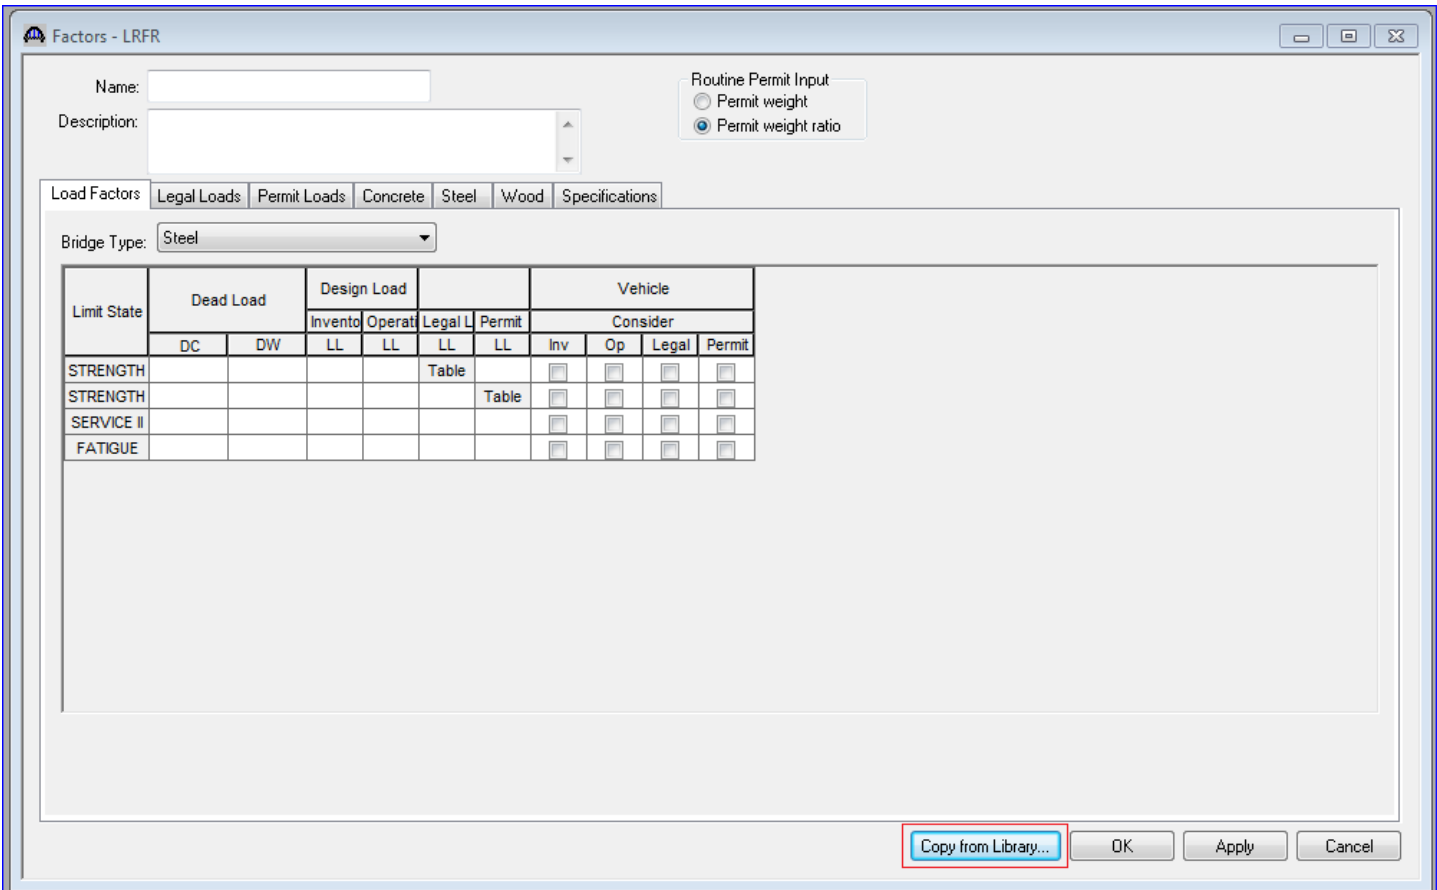 Factors - LRFR
Name:
Description:
Routine Permit Input
Permit weight
Permit weight ratio
Load Factors Legal Loads Permit Loads Concrete Steel Wood Specifications
Bridge Type: Steel
Limit State Dead Load Design Load Vehicle
Invento Operati Legal L Permit Consider
DC DW LL LL LL LL Inv Op Legal Permit
STRENGTH Table
STRENGTH Table
SERVICE II
FATIGUE
Copy from Library... OK Apply Cancel